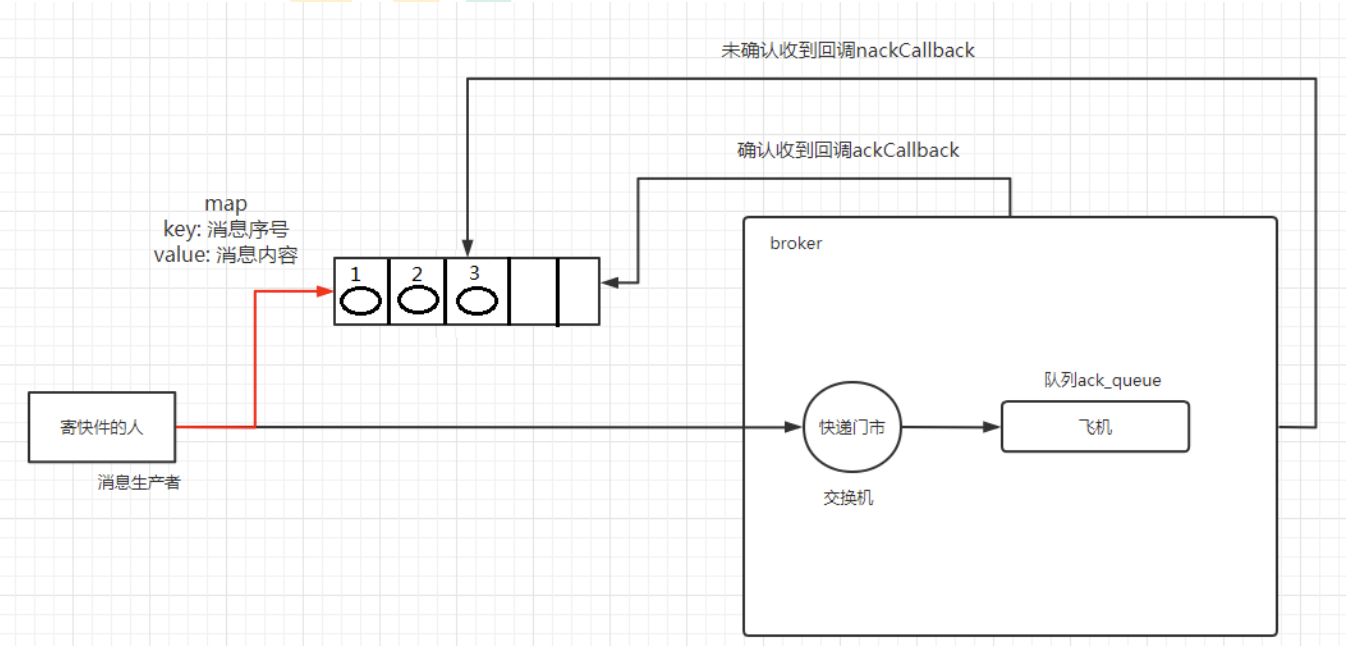 未确认收到回调nackCallback
确认收到回调ackCallback
map
key: 消息序号
value: 消息内容
1 2 3
broker
队列ack_queue
寄快件的人
快递门市
飞机
消息生产者
交换机